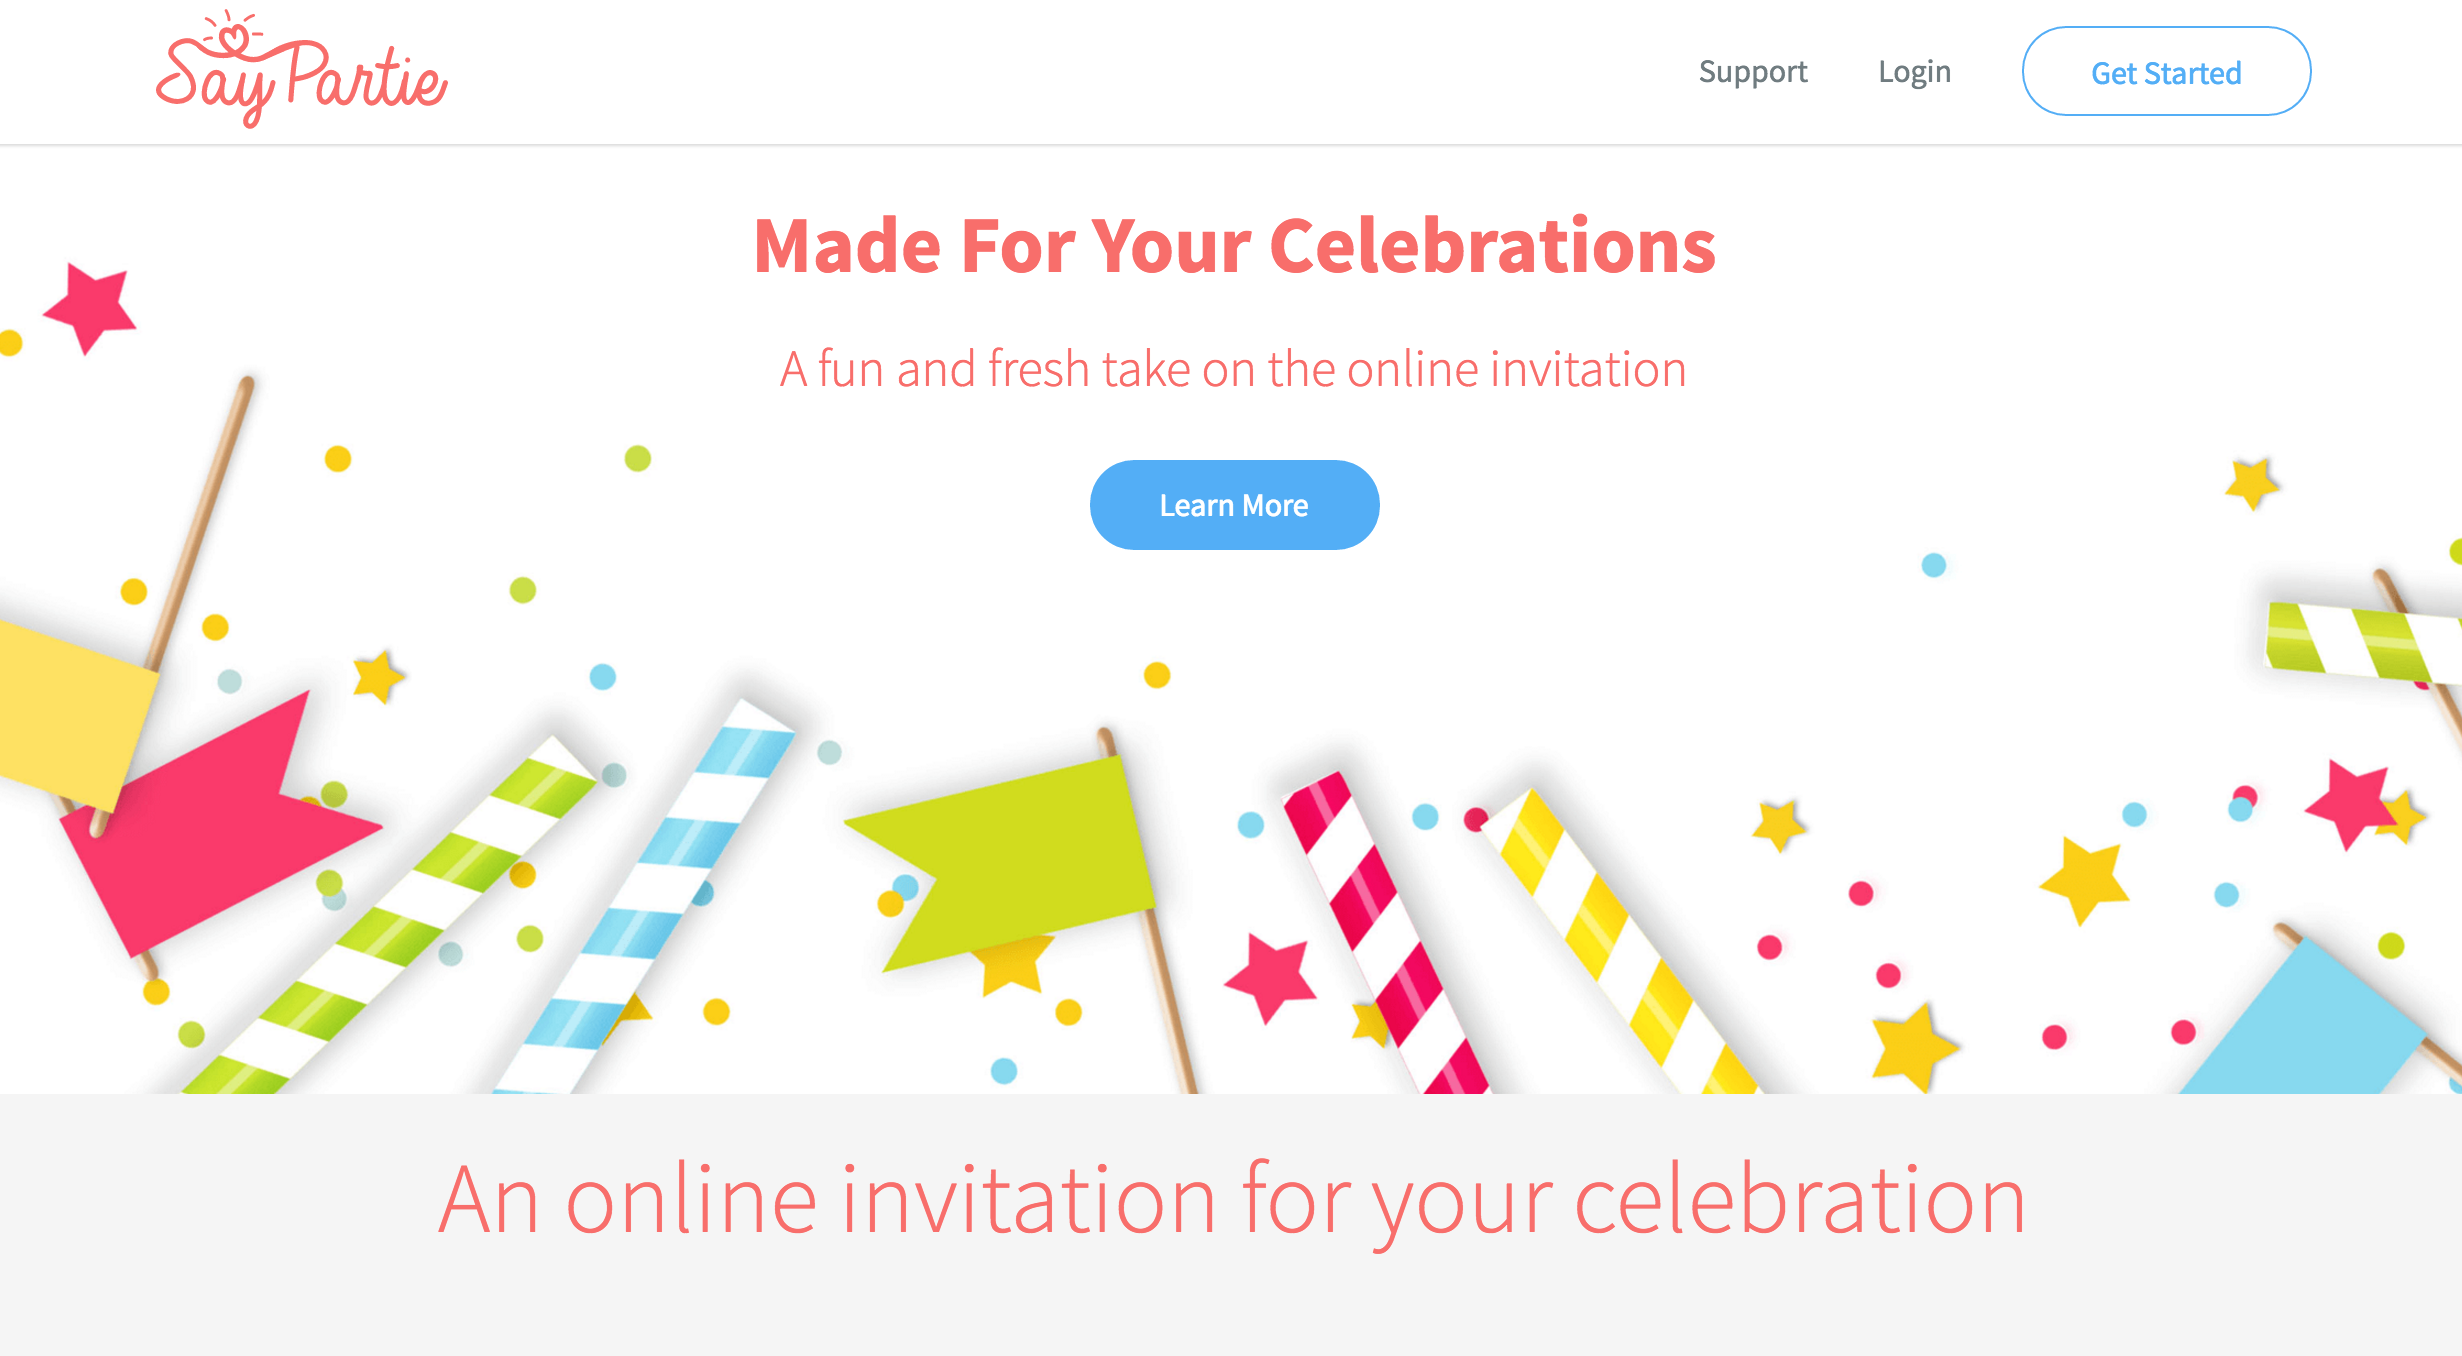 Say Partie
Support
Login
Get Started
Made For Your Celebrations
A fun and fresh take on the online invitation
Learn More
An online invitation for your celebration